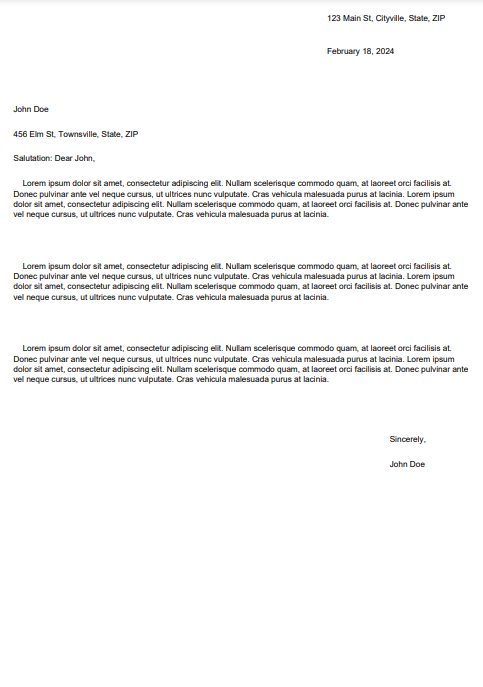 123 Main St, Cityville, State, ZIP
February 18, 2024
John Doe
456 Elm St, Townsville, State, ZIP
Salutation: Dear John,
Lorem ipsum dolor sit amet, consectetur adipiscing elit. Nullam scelerisque commodo quam, at laoreet orci facilisis at.
Donec pulvinar ante vel neque cursus, ut ultrices nunc vulputate. Cras vehicula malesuada purus at lacinia. Lorem ipsum
dolor sit amet, consectetur adipiscing elit. Nullam scelerisque commodo quam, at laoreet orci facilisis at. Donec pulvinar ante
vel neque cursus, ut ultrices nunc vulputate. Cras vehicula malesuada purus at lacinia.
Lorem ipsum dolor sit amet, consectetur adipiscing elit. Nullam scelerisque commodo quam, at laoreet orci facilisis at.
Donec pulvinar ante vel neque cursus, ut ultrices nunc vulputate. Cras vehicula malesuada purus at lacinia. Lorem ipsum
dolor sit amet, consectetur adipiscing elit. Nullam scelerisque commodo quam, at laoreet orci facilisis at. Donec pulvinar ante
vel neque cursus, ut ultrices nunc vulputate. Cras vehicula malesuada purus at lacinia.
Lorem ipsum dolor sit amet, consectetur adipiscing elit. Nullam scelerisque commodo quam, at laoreet orci facilisis at.
Donec pulvinar ante vel neque cursus, ut ultrices nunc vulputate. Cras vehicula malesuada purus at lacinia. Lorem ipsum
dolor sit amet, consectetur adipiscing elit. Nullam scelerisque commodo quam, at laoreet orci facilisis at. Donec pulvinar ante
vel neque cursus, ut ultrices nunc vulputate. Cras vehicula malesuada purus at lacinia.
Sincerely,
John Doe